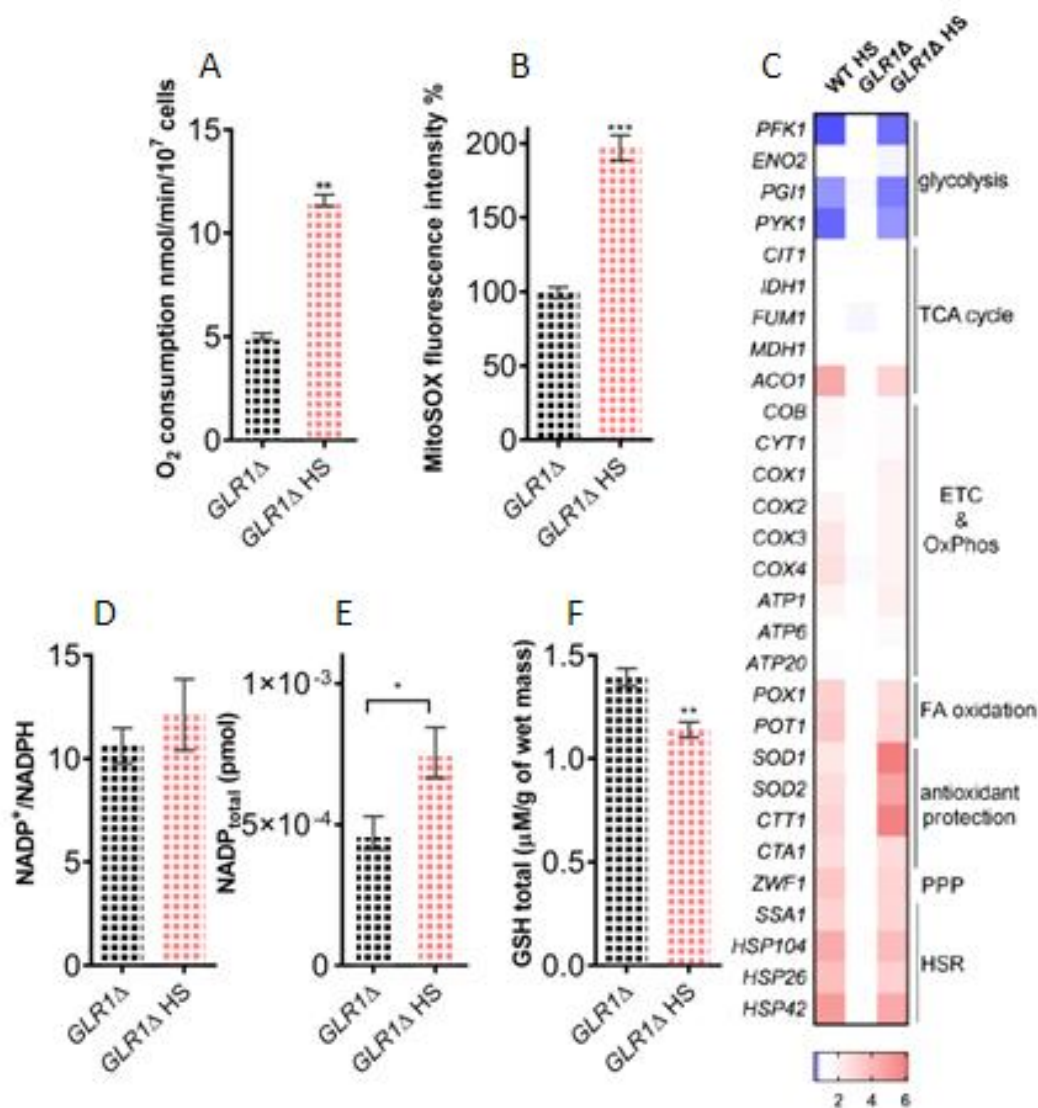 A
O2 consumption nmol/min/10^7 cells
15
10
5
0
GLR1Δ
GLR1Δ HS
**
B
MitoSOX fluorescence intensity %
200
150
100
50
0
GLR1Δ
GLR1Δ HS
***
C
WT HS
GLR1Δ
GLR1Δ HS
PFK1
ENO2
PGI1
PYK1
glycolysis
CIT1
IDH1
FUM1
MDH1
ACO1
TCA cycle
COB
CYT1
COX1
COX2
COX3
COX4
ATP1
ATP6
ATP20
ETC
&
OxPhos
POX1
POT1
FA oxidation
SOD1
SOD2
CTT1
CTA1
antioxidant
protection
ZWF1
PPP
SSA1
HSP104
HSP26
HSP42
HSR
2 4 6
D
NADP+/NADPH
15
10
5
0
GLR1Δ
GLR1Δ HS
E
NADPtotal (pmol)
1×10^-3
5×10^-4
0
*
GLR1Δ
GLR1Δ HS
F
GSH total (μM/g of wet mass)
1.5
1.0
0.5
0.0
**
GLR1Δ
GLR1Δ HS